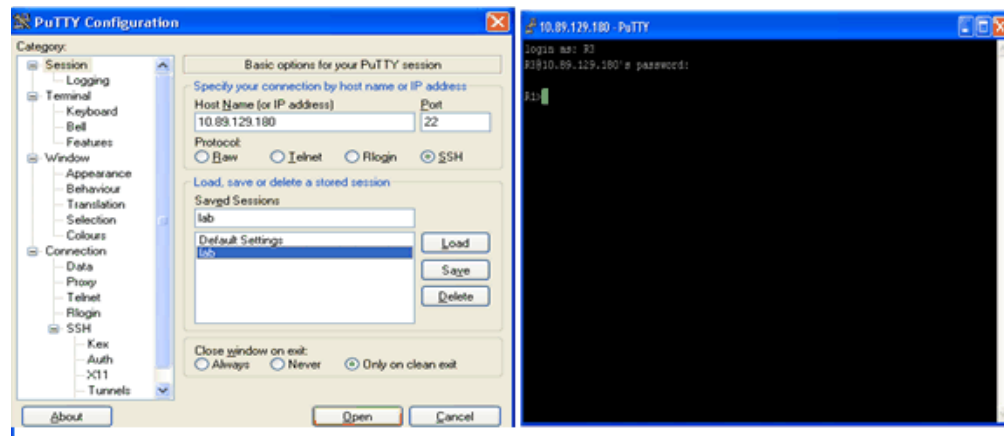 PuTTY Configuration
Category:
Session
Logging
Terminal
Keyboard
Bell
Features
Window
Appearance
Behaviour
Translation
Selection
Colours
Connection
Data
Proxy
Telnet
Rlogin
SSH
Kex
Auth
X11
Tunnels
Basic options for your PuTTY session
Specify your connection by host name or IP address
Host Name (or IP address) Port
10.89.129.180 22
Protocol:
Raw Telnet Rlogin SSH
Load, save or delete a stored session
Saved Sessions
lab
Default Settings
lab
Load
Save
Delete
Close window on exit:
Always Never Only on clean exit
About Open Cancel
10.89.129.180 - PuTTY
login as: R3
R3@10.89.129.180's password:
R1>